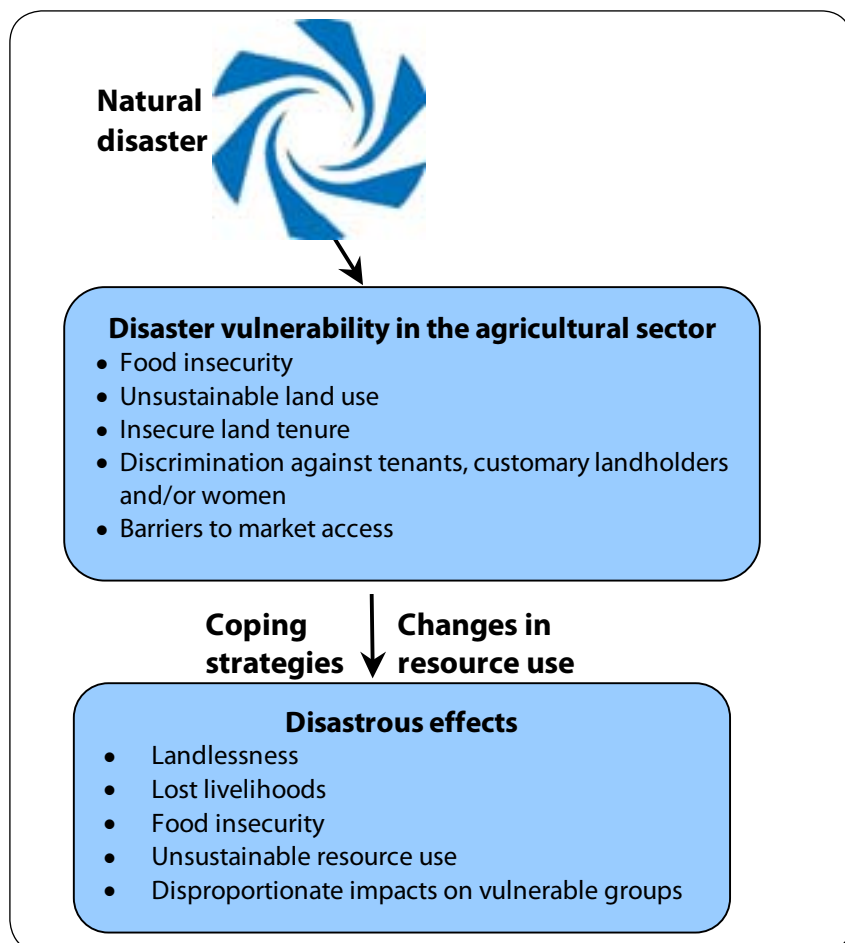 Natural
disaster
Disaster vulnerability in the agricultural sector
• Food insecurity
• Unsustainable land use
• Insecure land tenure
• Discrimination against tenants, customary landholders
and/or women
• Barriers to market access
Coping
strategies
Changes in
resource use
Disastrous effects
• Landlessness
• Lost livelihoods
• Food insecurity
• Unsustainable resource use
• Disproportionate impacts on vulnerable groups